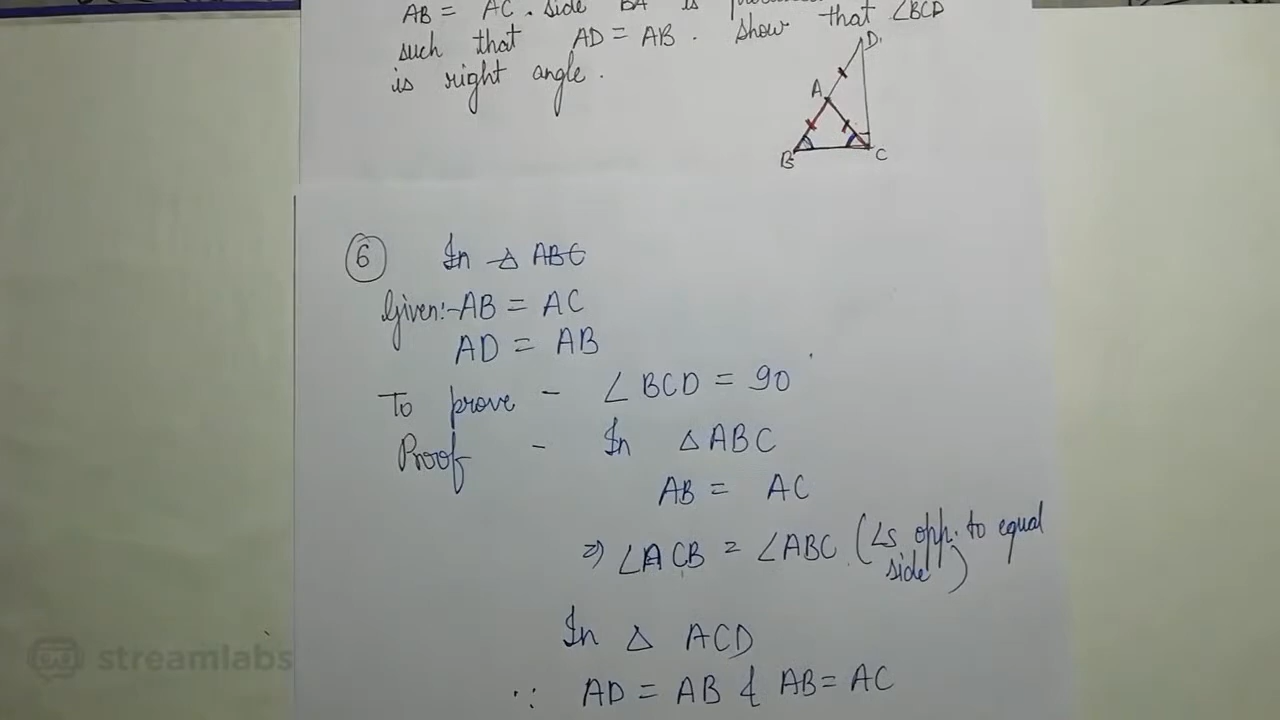 AB = AC . side BA is
such that AD = AB . show that ∠BCD
is right angle .
D
A
B
C
6 In △ ABC
Given:- AB = AC
AD = AB
To prove - ∠BCD = 90
Proof - In △ABC
AB = AC
⇒ ∠ACB = ∠ABC (∠s opp. to equal
side)
In △ ACD
∵ AD = AB & AB = AC
streamlabs